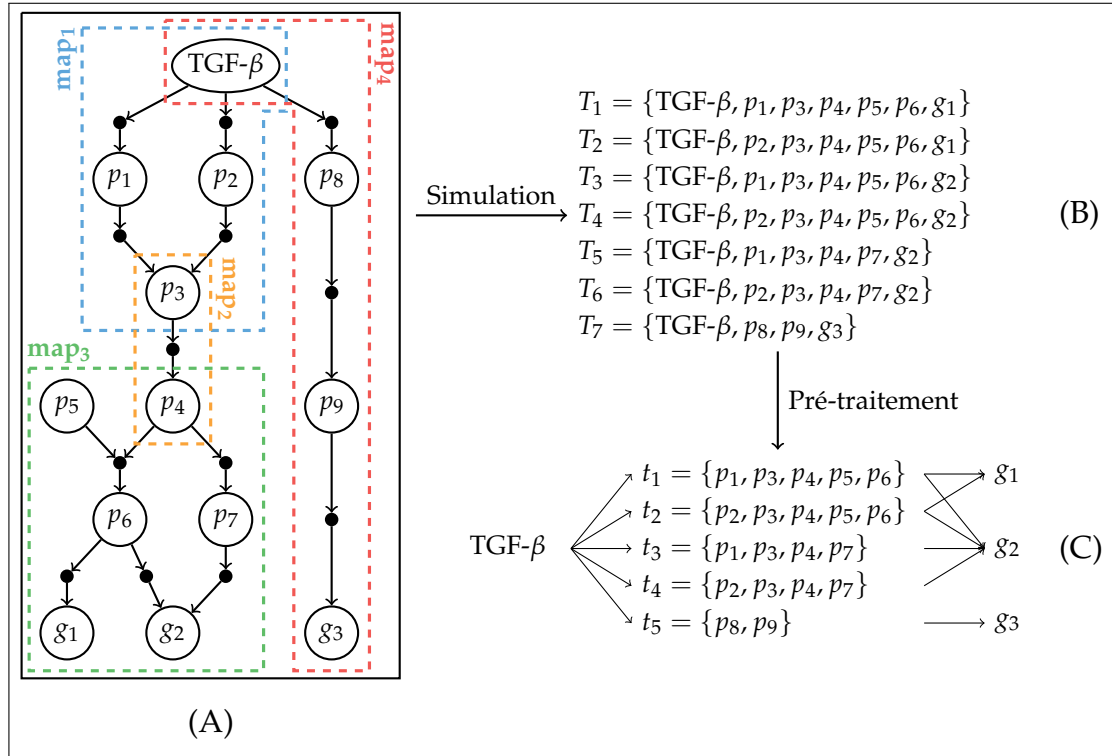 map₁
map₄
TGF-β
p₁
p₂
p₈
map₂
p₃
map₃
p₅
p₄
p₉
p₆
p₇
g₁
g₂
g₃
(A)
Simulation
T₁ = {TGF-β, p₁, p₃, p₄, p₅, p₆, g₁}
T₂ = {TGF-β, p₂, p₃, p₄, p₅, p₆, g₁}
T₃ = {TGF-β, p₁, p₃, p₄, p₅, p₆, g₂}
T₄ = {TGF-β, p₂, p₃, p₄, p₅, p₆, g₂}
T₅ = {TGF-β, p₁, p₃, p₄, p₇, g₂}
T₆ = {TGF-β, p₂, p₃, p₄, p₇, g₂}
T₇ = {TGF-β, p₈, p₉, g₃}
(B)
Pré-traitement
TGF-β
t₁ = {p₁, p₃, p₄, p₅, p₆}
t₂ = {p₂, p₃, p₄, p₅, p₆}
t₃ = {p₁, p₃, p₄, p₇}
t₄ = {p₂, p₃, p₄, p₇}
t₅ = {p₈, p₉}
g₁
g₂
g₃
(C)